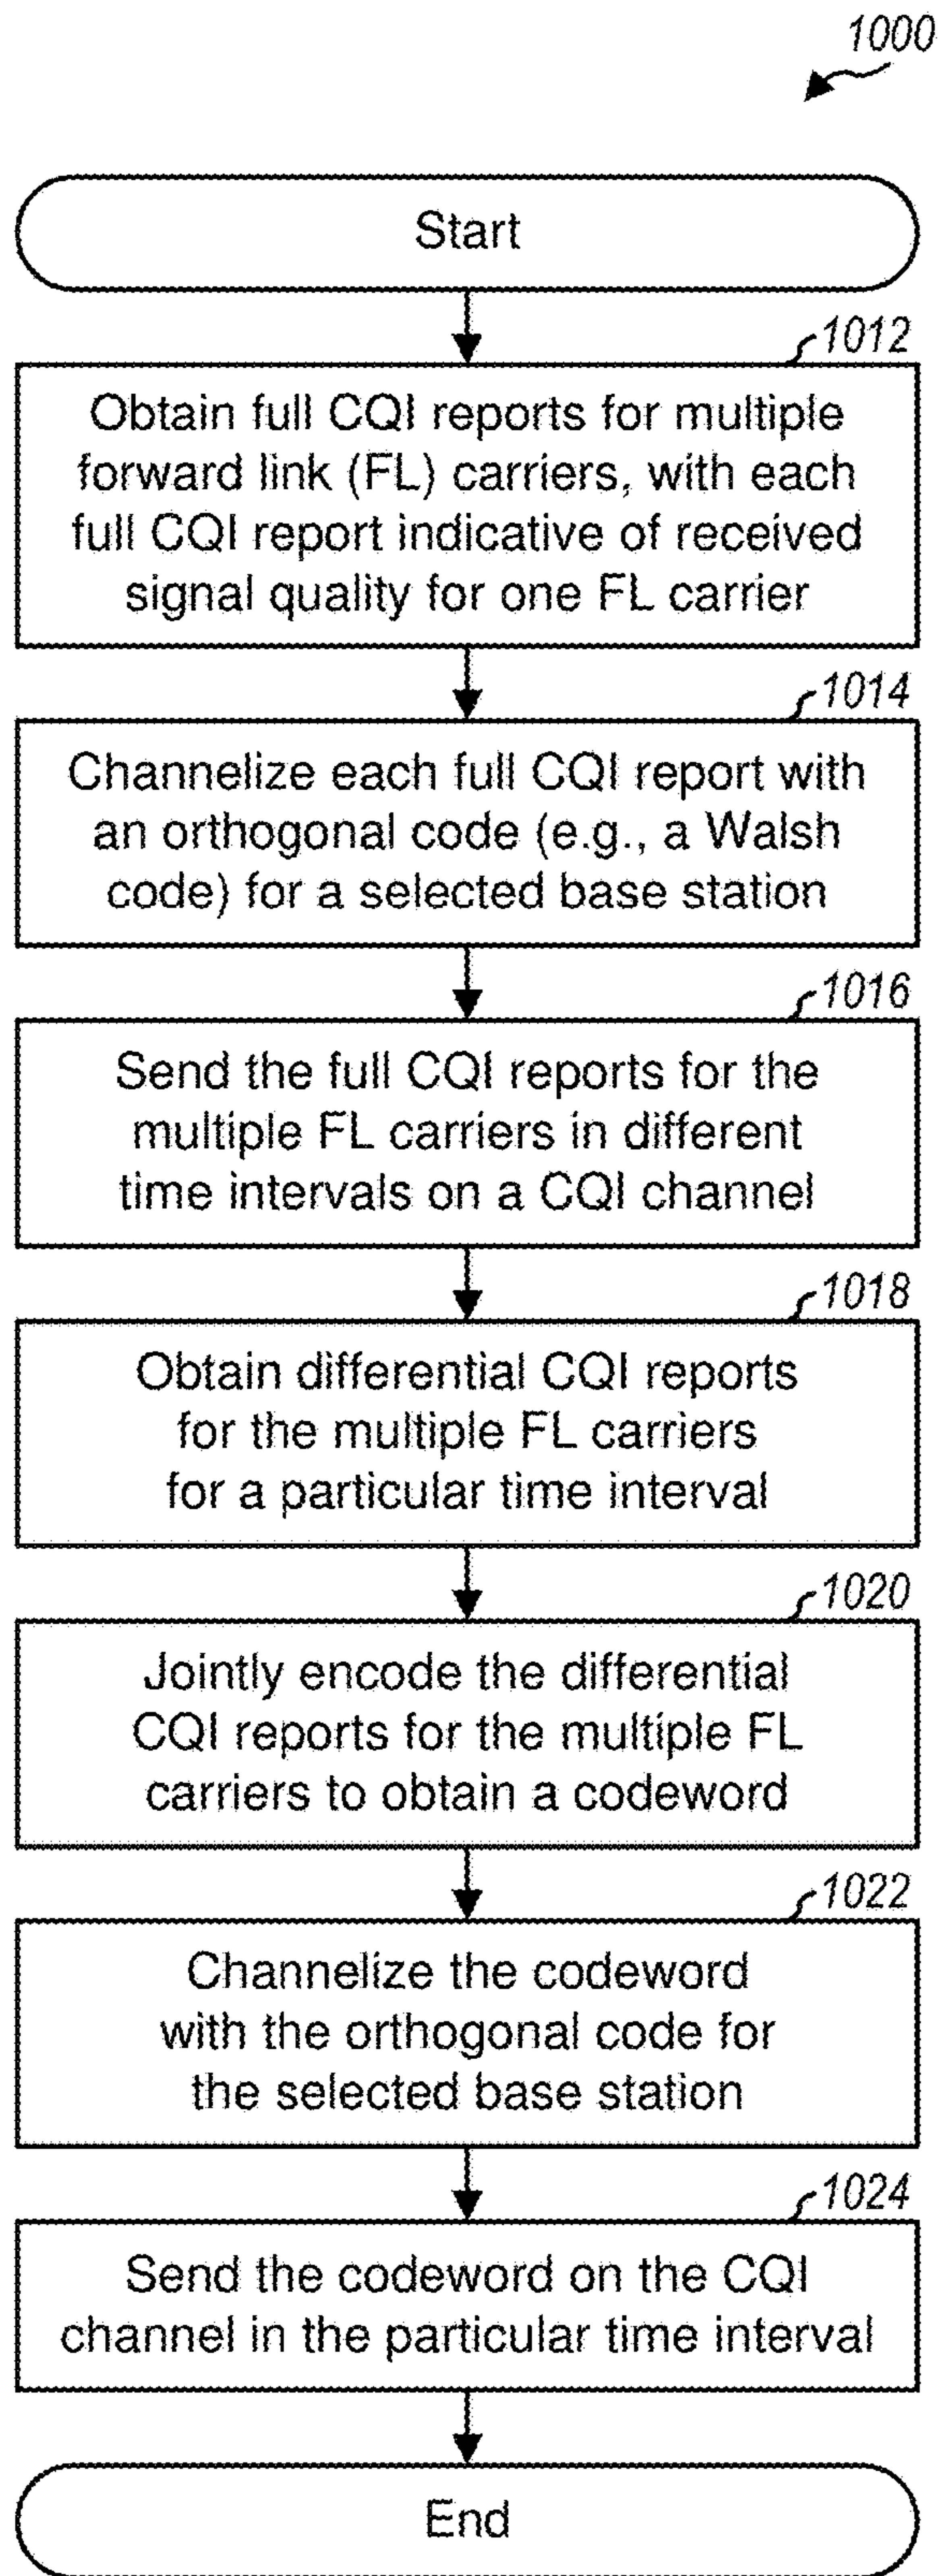 1000
Start
1012
Obtain full CQI reports for multiple
forward link (FL) carriers, with each
full CQI report indicative of received
signal quality for one FL carrier
1014
Channelize each full CQI report with
an orthogonal code (e.g., a Walsh
code) for a selected base station
1016
Send the full CQI reports for the
multiple FL carriers in different
time intervals on a CQI channel
1018
Obtain differential CQI reports
for the multiple FL carriers
for a particular time interval
1020
Jointly encode the differential
CQI reports for the multiple FL
carriers to obtain a codeword
1022
Channelize the codeword
with the orthogonal code for
the selected base station
1024
Send the codeword on the CQI
channel in the particular time interval
End